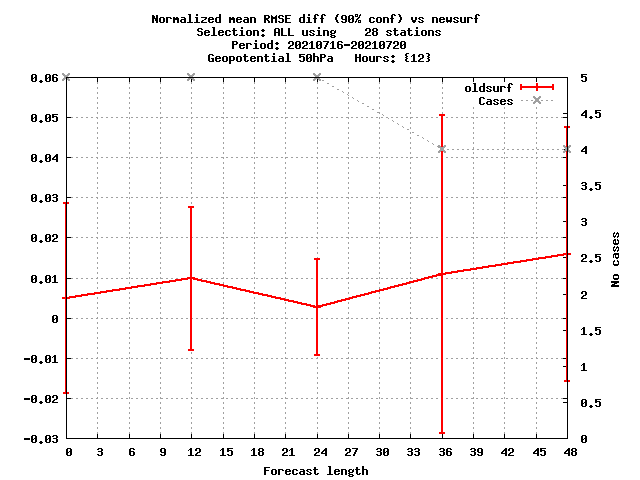 Normalized mean RMSE diff (90% conf) vs newsurf
Selection: ALL using    28 stations
Period: 20210716-20210720
Geopotential 50hPa   Hours: {12}
0.06
0.05
0.04
0.03
0.02
0.01
0
-0.01
-0.02
-0.03
oldsurf
Cases
5
4.5
4
3.5
3
2.5
2
1.5
1
0.5
0
No cases
0 3 6 9 12 15 18 21 24 27 30 33 36 39 42 45 48
Forecast length